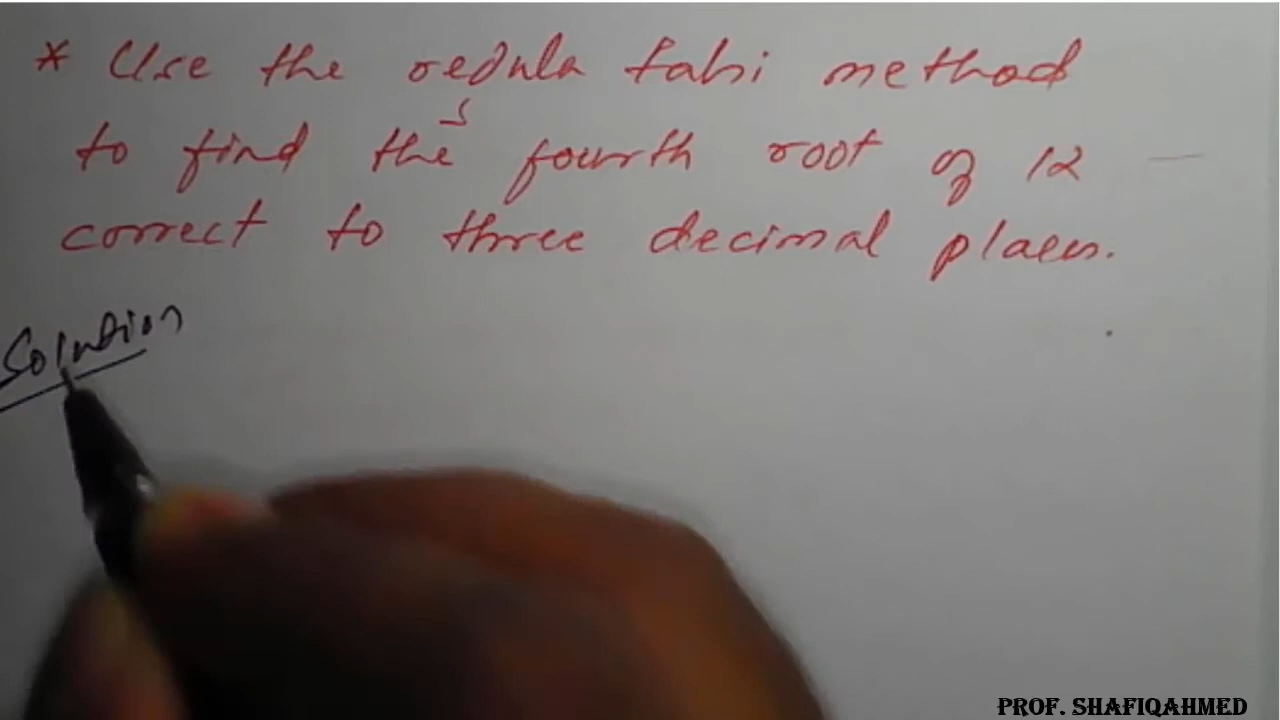 * Use the regula falsi method
to find the fourth root of 12
correct to three decimal places.
Solution
PROF. SHAFIQAHMED